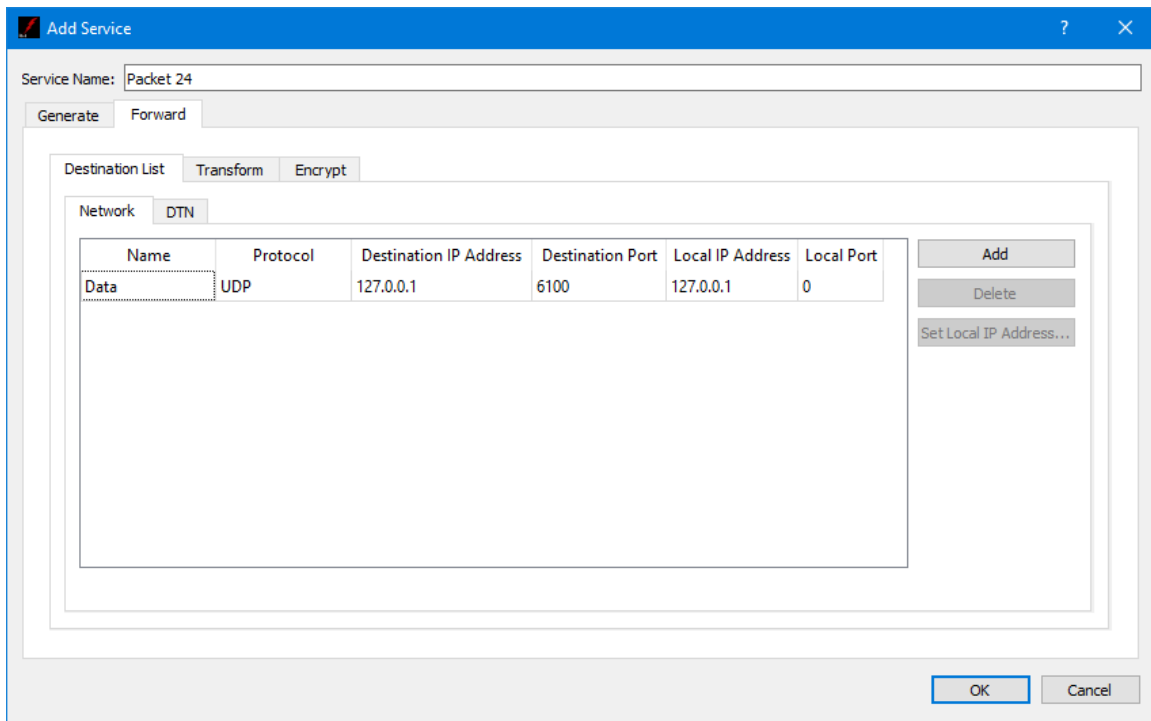 Add Service
Service Name: Packet 24
Generate Forward
Destination List Transform Encrypt
Network DTN
Name Protocol Destination IP Address Destination Port Local IP Address Local Port
Data UDP 127.0.0.1 6100 127.0.0.1 0
Add
Delete
Set Local IP Address...
OK Cancel